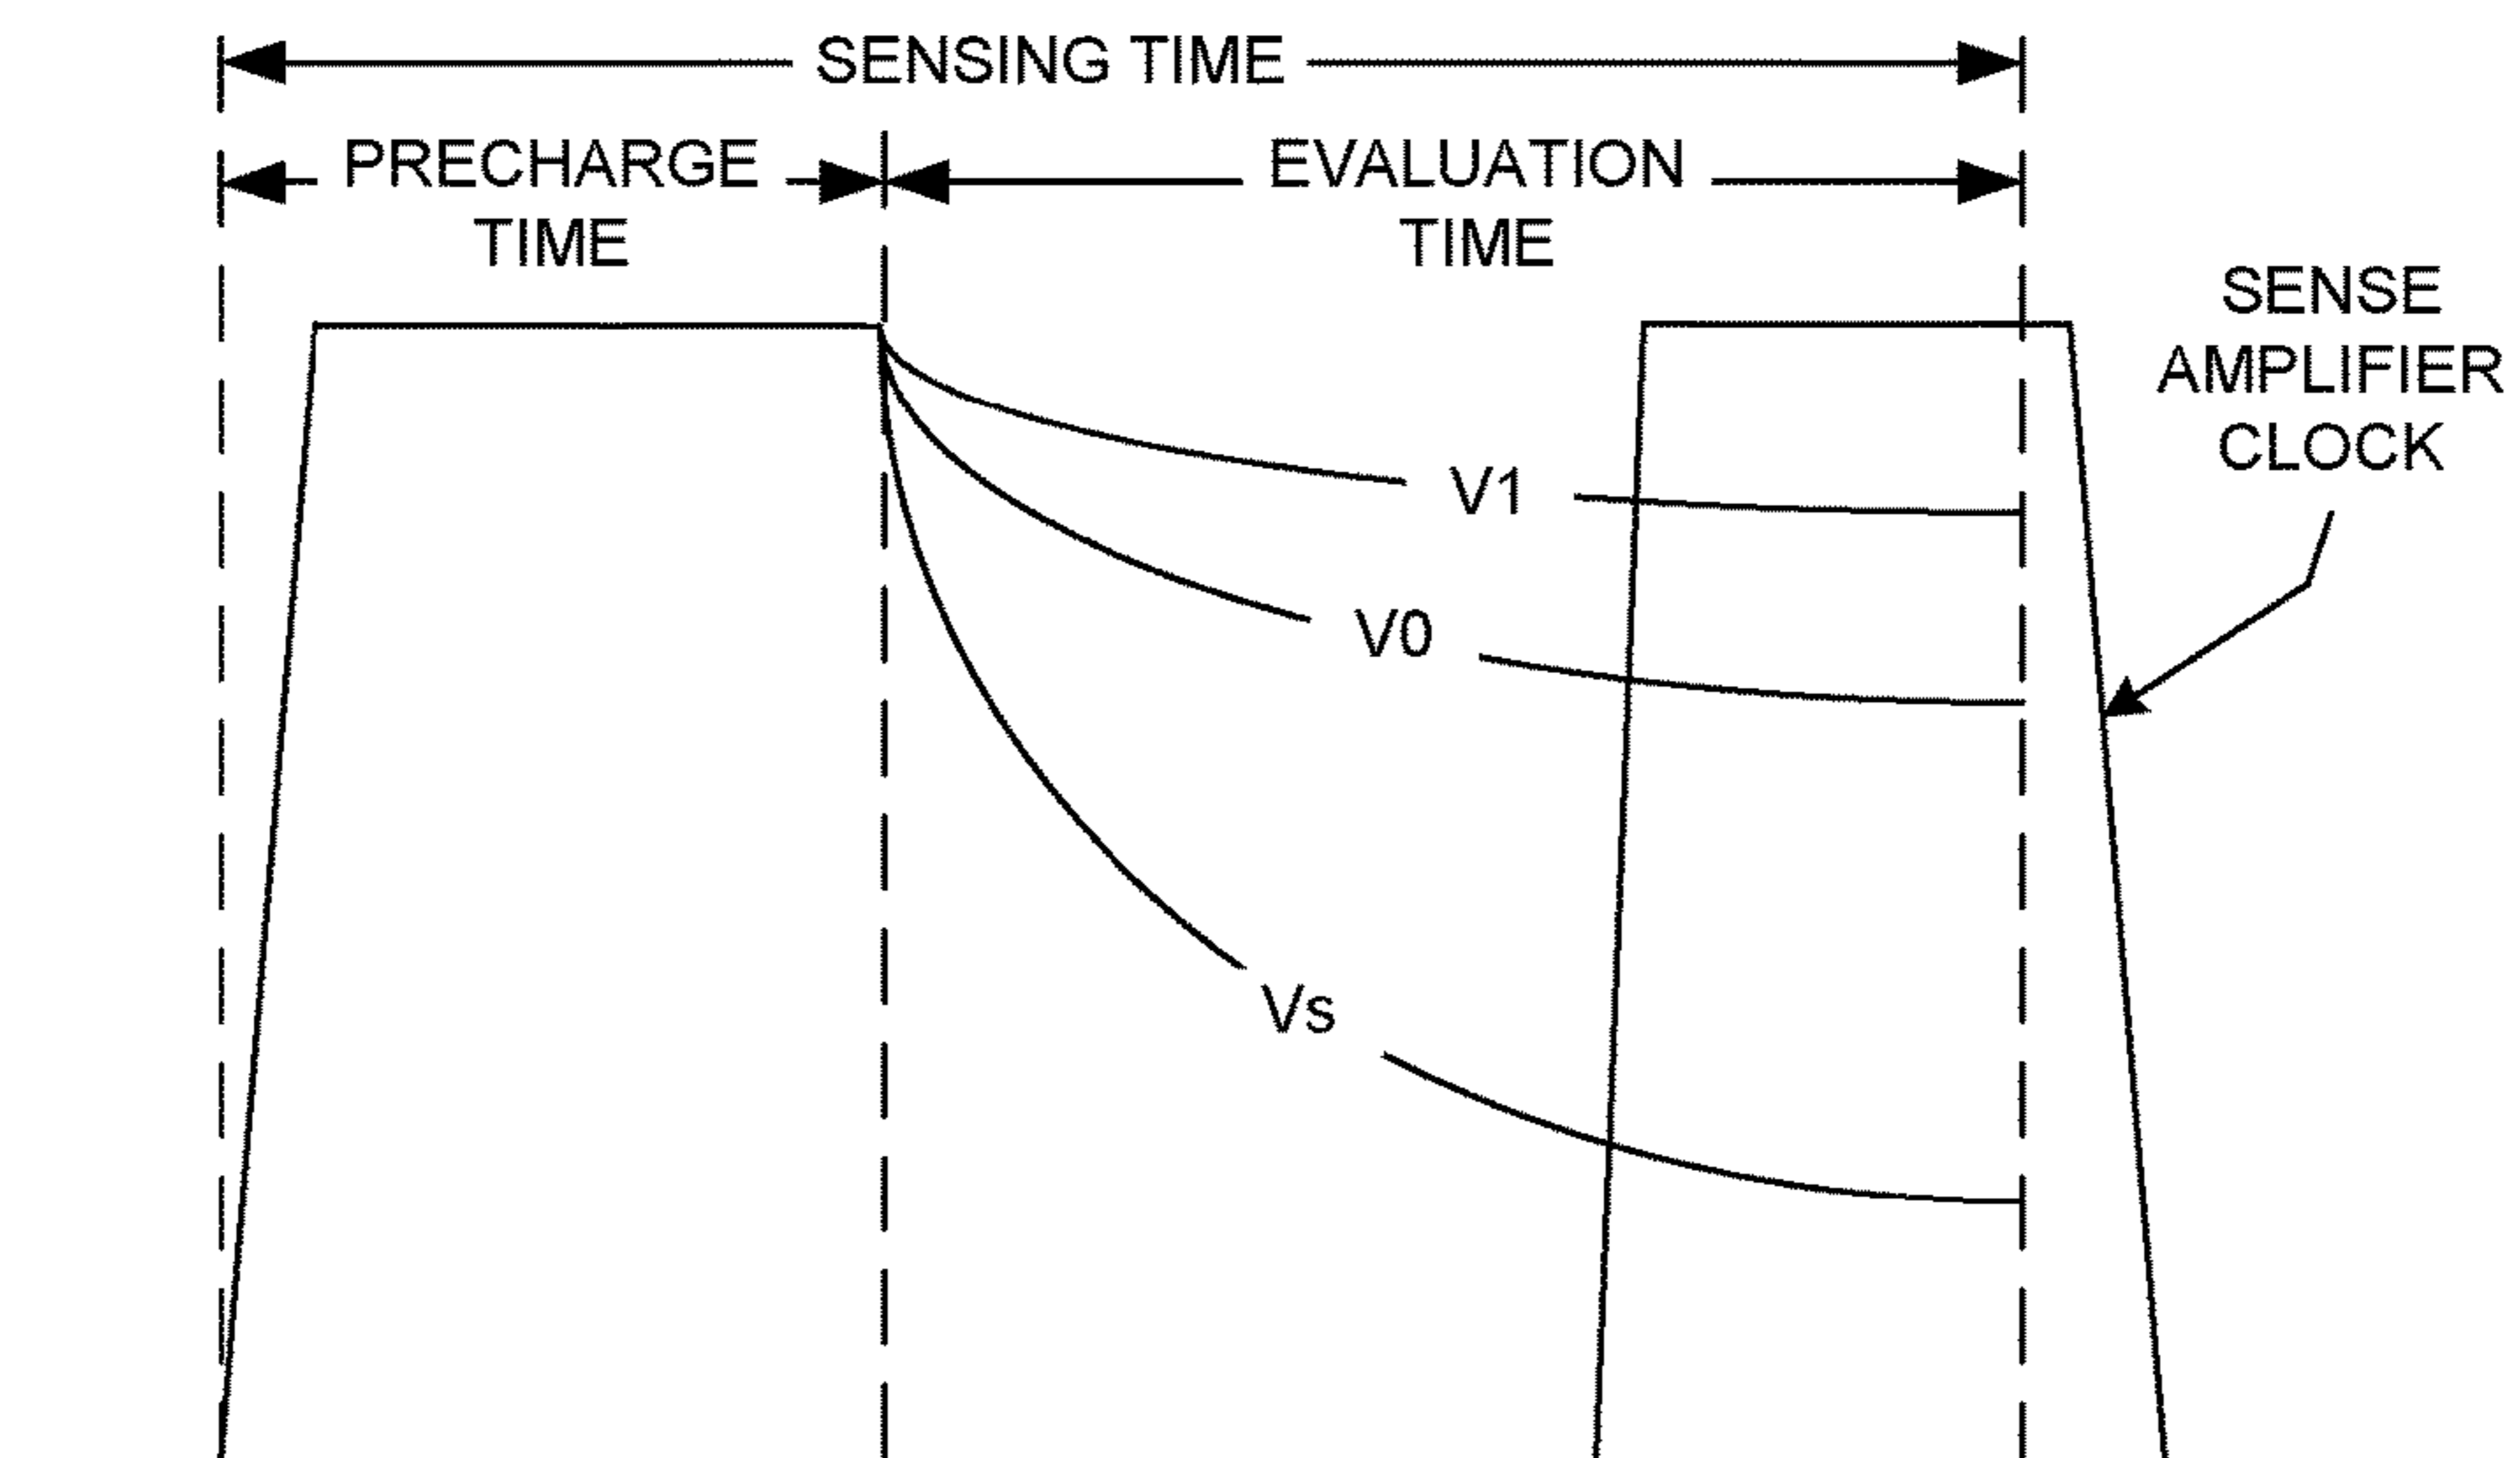 SENSING TIME
PRECHARGE
TIME
EVALUATION
TIME
SENSE
AMPLIFIER
CLOCK
V1
V0
Vs